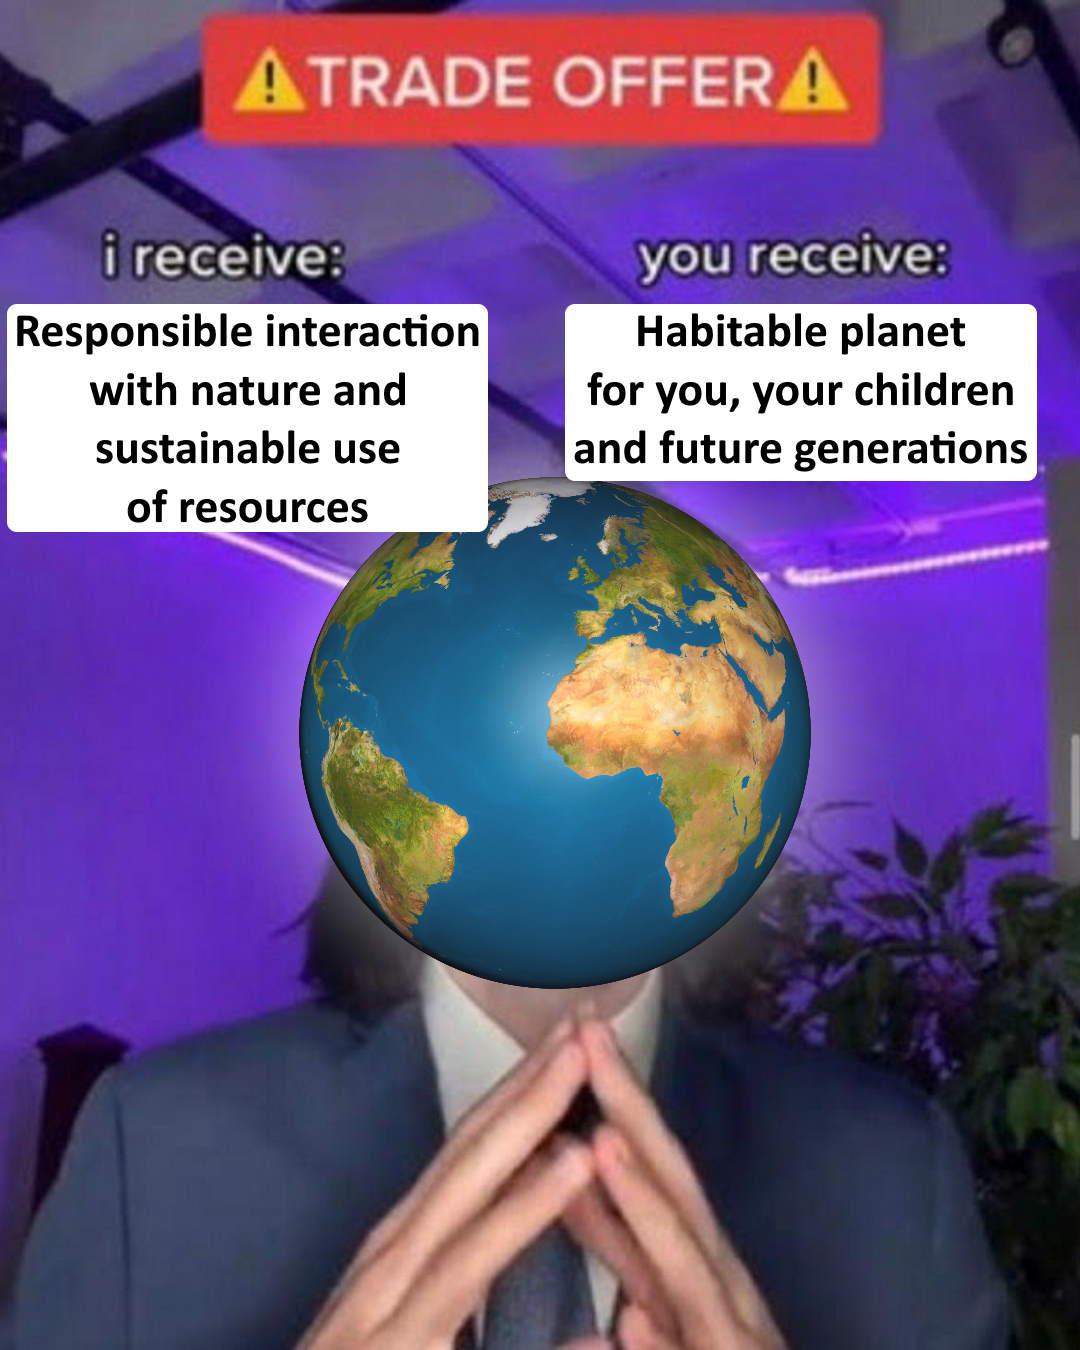 ⚠TRADE OFFER⚠
i receive:
Responsible interaction
with nature and
sustainable use
of resources
you receive:
Habitable planet
for you, your children
and future generations